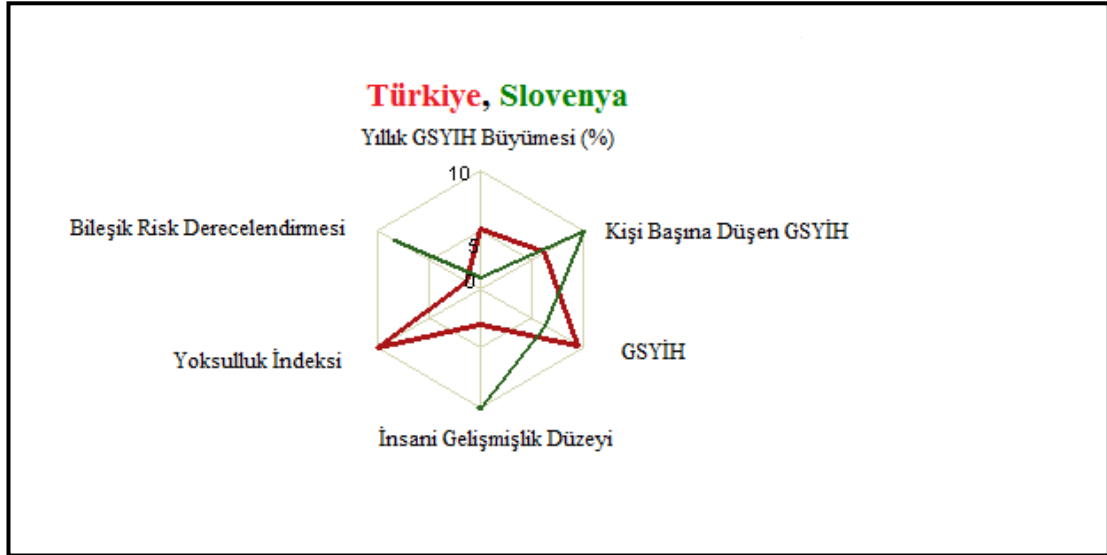 Türkiye, Slovenya
Yıllık GSYIH Büyümesi (%)
10
Bileşik Risk Derecelendirmesi
Kişi Başına Düşen GSYİH
5
0
Yoksulluk İndeksi
GSYİH
İnsani Gelişmişlik Düzeyi